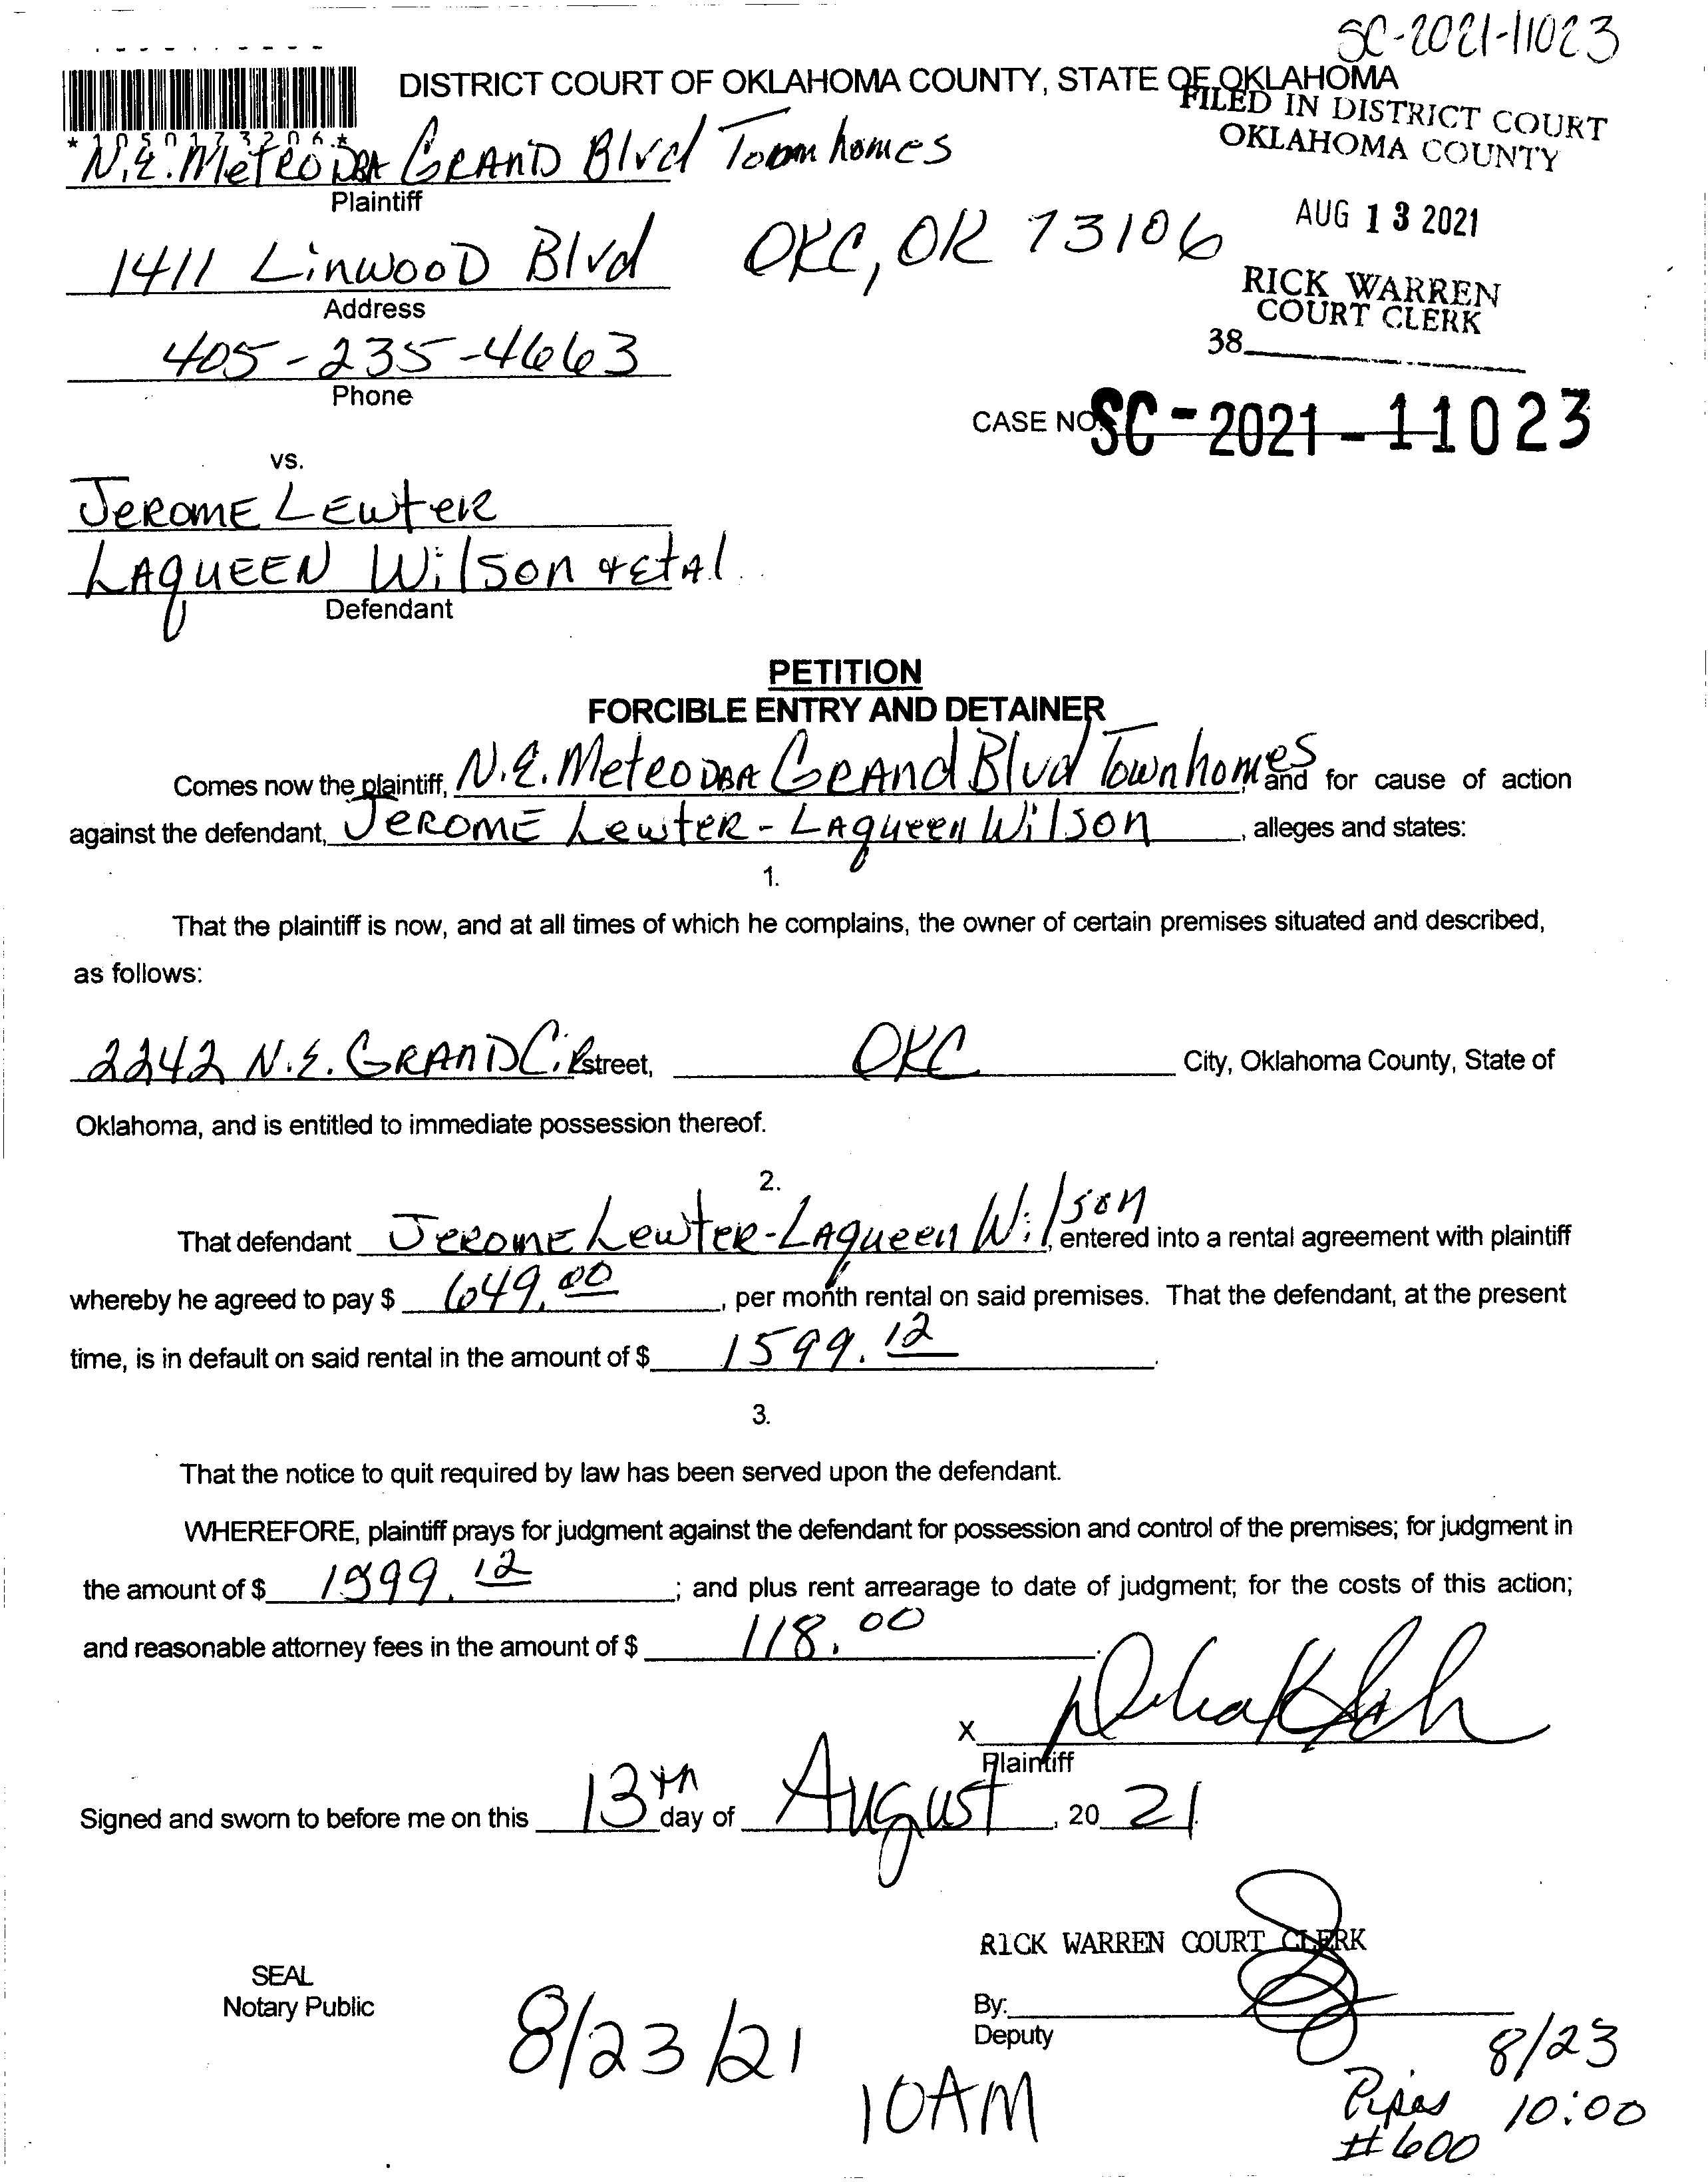 SC-2021-11023
DISTRICT COURT OF OKLAHOMA COUNTY, STATE OF OKLAHOMA
FILED IN DISTRICT COURT
OKLAHOMA COUNTY
*1050173206*
N.E. Metro DBA GRAND Blvd Townhomes
Plaintiff
AUG 13 2021
1411 LinwooD Blvd OKC, OK 73106
Address
RICK WARREN
COURT CLERK
38
405-235-4663
Phone
CASE NO. SC-2021-11023
vs.
JEROME LEwteR
LAQUEEN Wilson & EtAl
Defendant
PETITION
FORCIBLE ENTRY AND DETAINER
Comes now the plaintiff, N.E. Metro DBA GRAnd Blvd Townhomes, and for cause of action
against the defendant, JEROME LewteR - LAqueen Wilson, alleges and states:
1.
That the plaintiff is now, and at all times of which he complains, the owner of certain premises situated and described,
as follows:
2242 N.E. GRAND CiR street, OKC City, Oklahoma County, State of
Oklahoma, and is entitled to immediate possession thereof.
2.
That defendant JEROME LewteR-LAqueen Wilson, entered into a rental agreement with plaintiff
whereby he agreed to pay $ 649.00, per month rental on said premises. That the defendant, at the present
time, is in default on said rental in the amount of $ 1599.12.
3.
That the notice to quit required by law has been served upon the defendant.
WHEREFORE, plaintiff prays for judgment against the defendant for possession and control of the premises; for judgment in
the amount of $ 1599.12; and plus rent arrearage to date of judgment; for the costs of this action;
and reasonable attorney fees in the amount of $ 118.00.
X
Plaintiff
Signed and sworn to before me on this 13th day of August, 20 21.
RICK WARREN COURT CLERK
SEAL
Notary Public
By:
Deputy
8/23/21
10AM
8/23
Pipes 10:00
#600